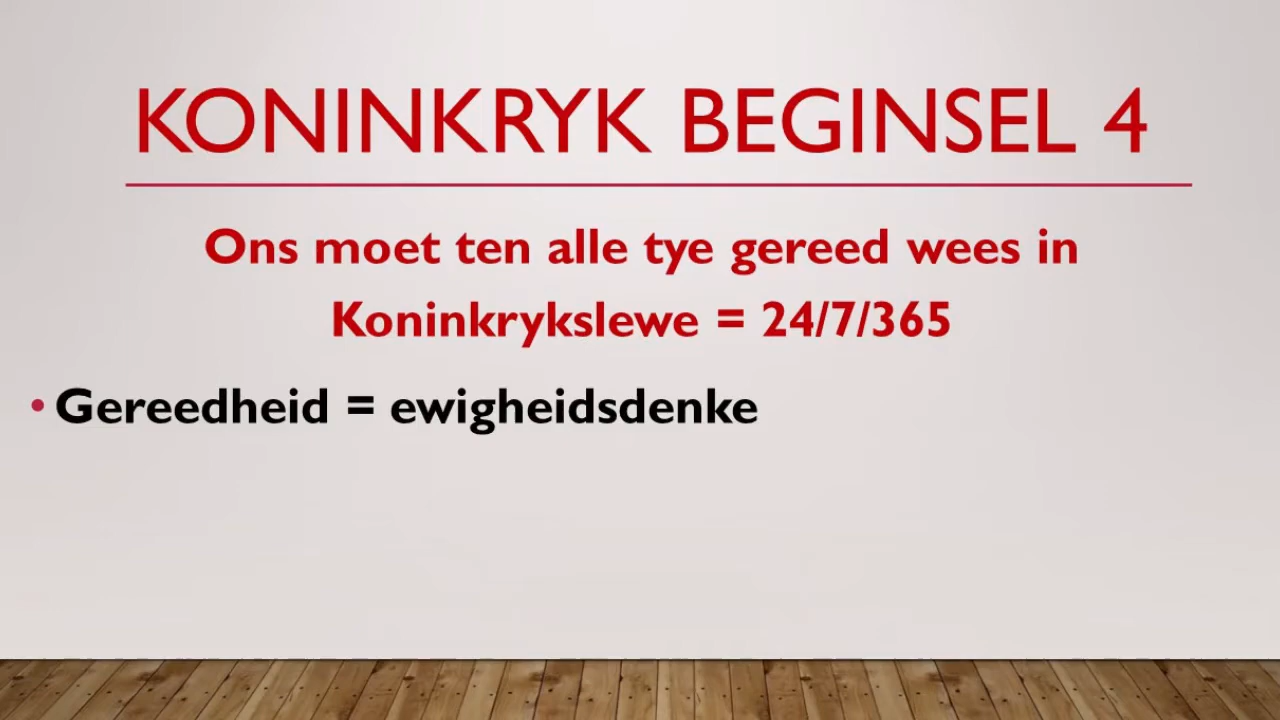 KONINKRYK BEGINSEL 4
Ons moet ten alle tye gereed wees in
Koninkrykslewe = 24/7/365
• Gereedheid = ewigheidsdenke